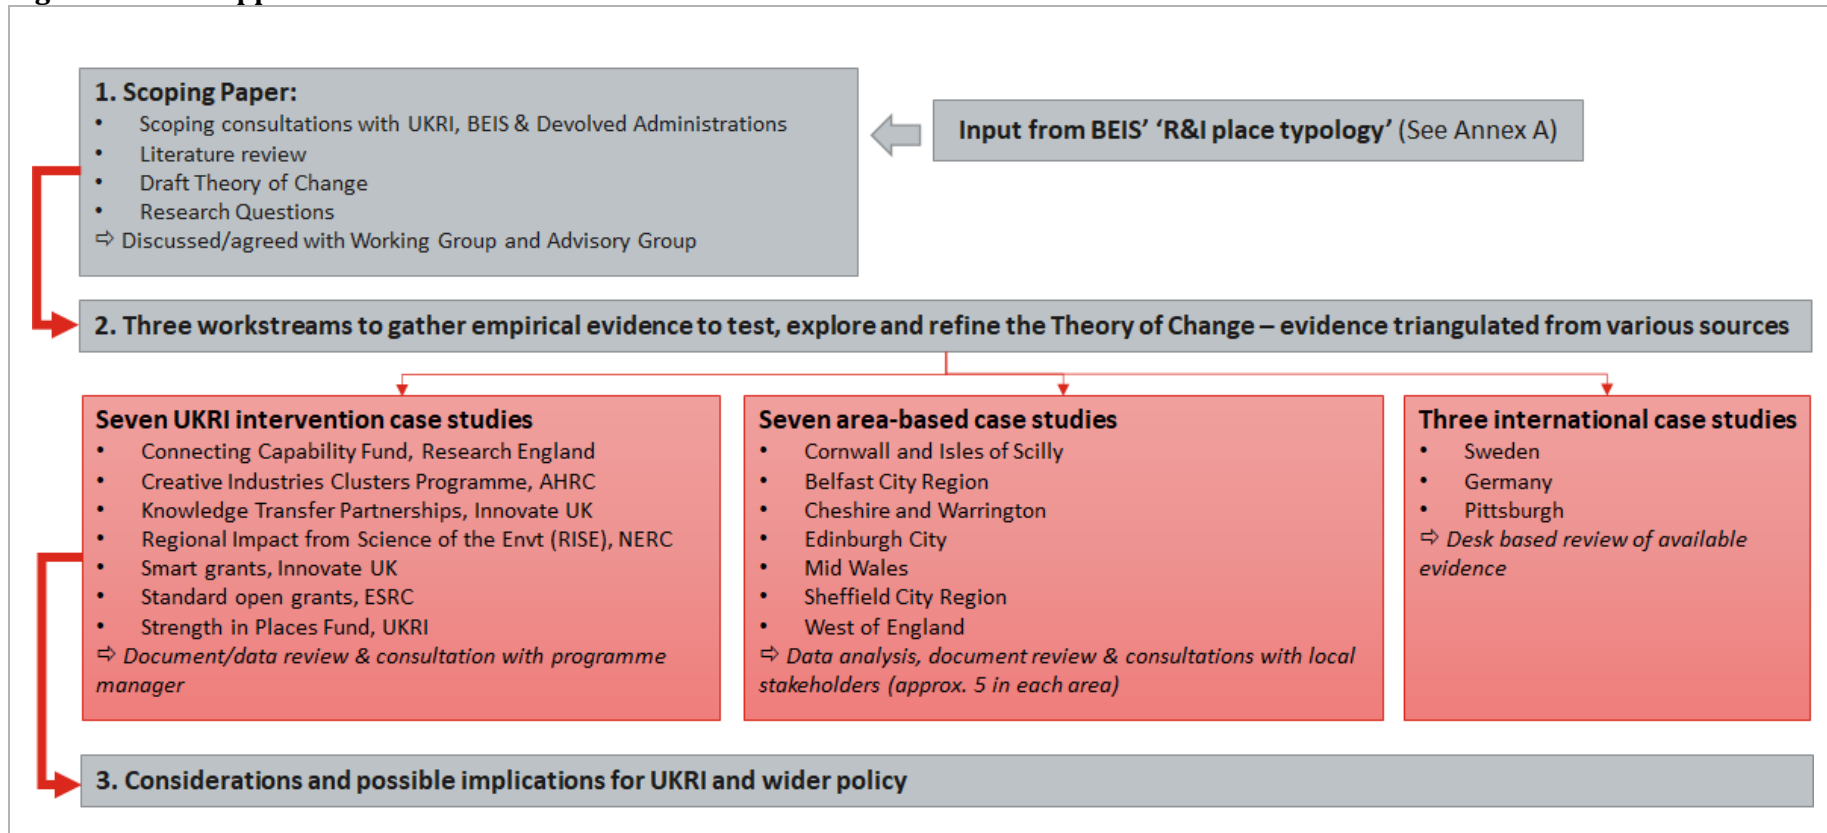 1. Scoping Paper:
• Scoping consultations with UKRI, BEIS & Devolved Administrations
• Literature review
• Draft Theory of Change
• Research Questions
⇨ Discussed/agreed with Working Group and Advisory Group
Input from BEIS’ ‘R&I place typology’ (See Annex A)
2. Three workstreams to gather empirical evidence to test, explore and refine the Theory of Change – evidence triangulated from various sources
Seven UKRI intervention case studies
• Connecting Capability Fund, Research England
• Creative Industries Clusters Programme, AHRC
• Knowledge Transfer Partnerships, Innovate UK
• Regional Impact from Science of the Envt (RISE), NERC
• Smart grants, Innovate UK
• Standard open grants, ESRC
• Strength in Places Fund, UKRI
⇨ Document/data review & consultation with programme
manager
Seven area-based case studies
• Cornwall and Isles of Scilly
• Belfast City Region
• Cheshire and Warrington
• Edinburgh City
• Mid Wales
• Sheffield City Region
• West of England
⇨ Data analysis, document review & consultations with local
stakeholders (approx. 5 in each area)
Three international case studies
• Sweden
• Germany
• Pittsburgh
⇨ Desk based review of available
evidence
3. Considerations and possible implications for UKRI and wider policy